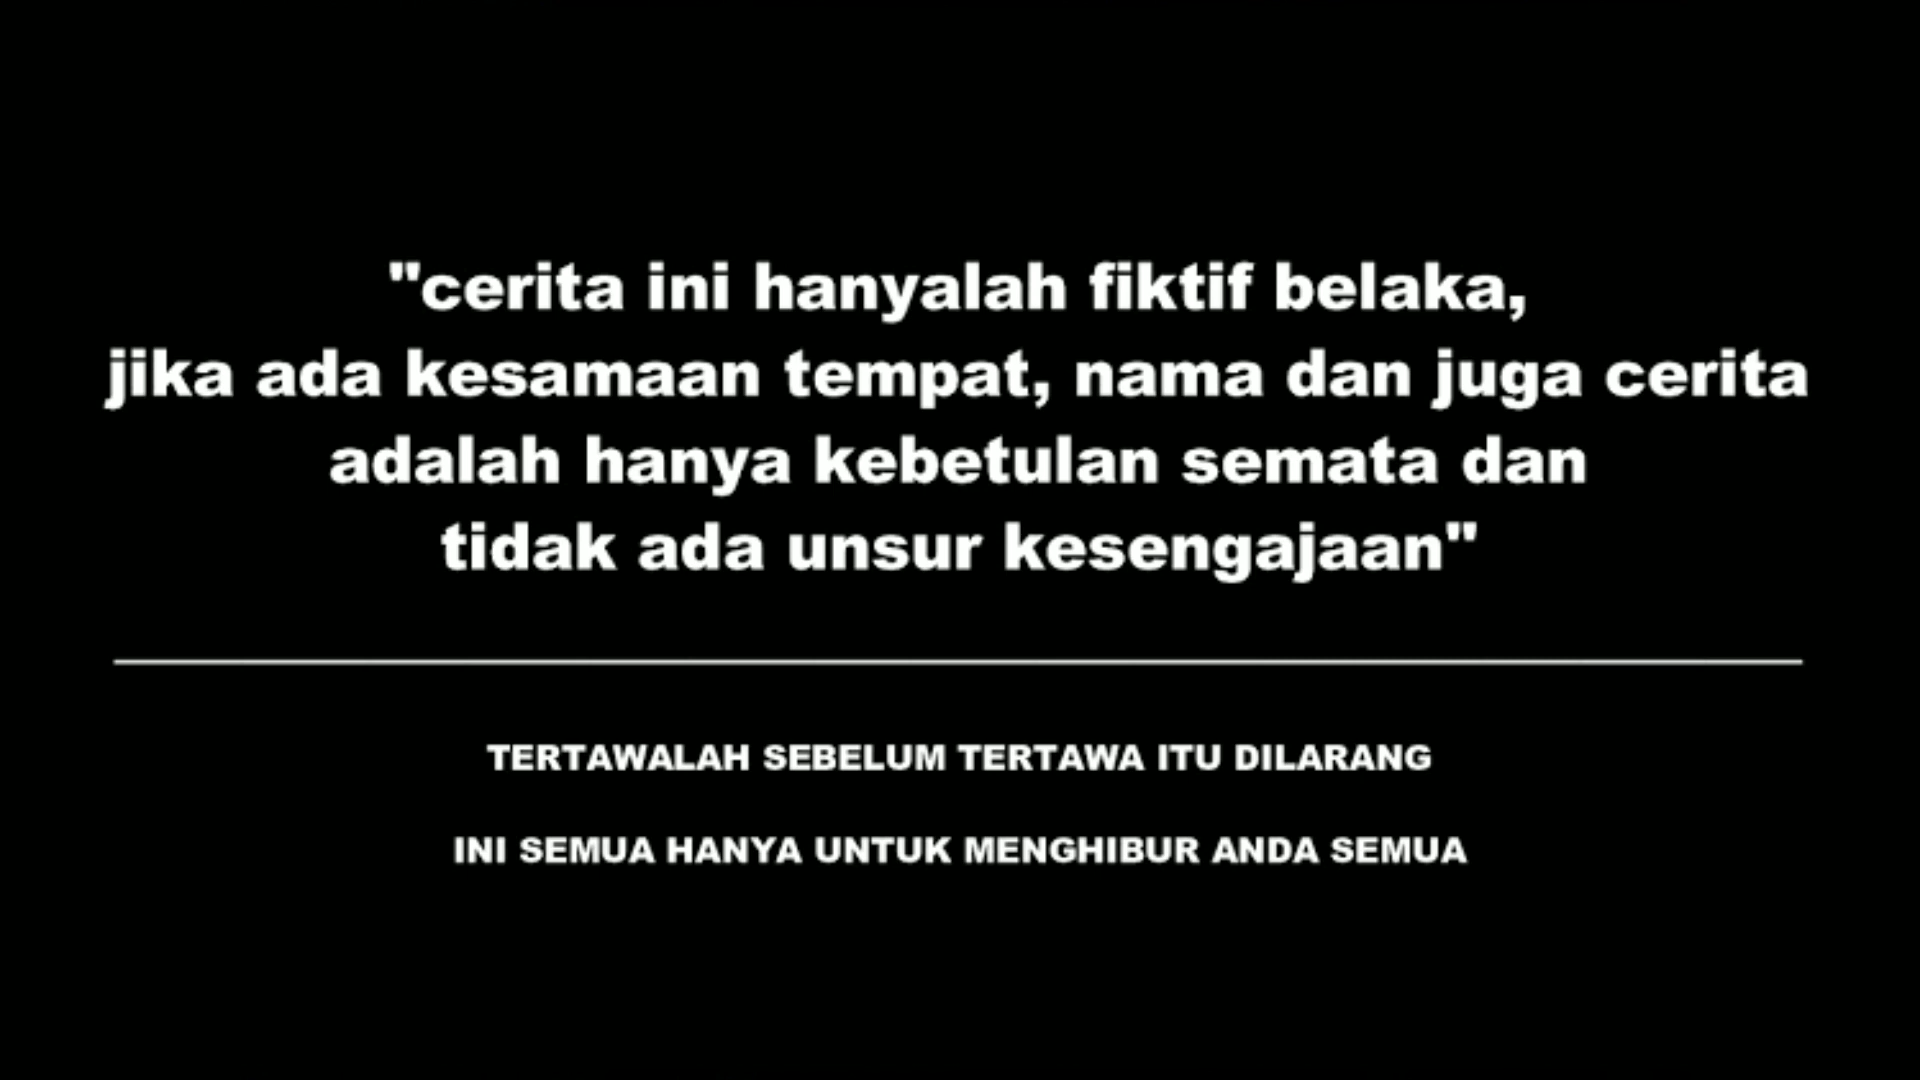 "cerita ini hanyalah fiktif belaka,
jika ada kesamaan tempat, nama dan juga cerita
adalah hanya kebetulan semata dan
tidak ada unsur kesengajaan"
TERTAWALAH SEBELUM TERTAWA ITU DILARANG
INI SEMUA HANYA UNTUK MENGHIBUR ANDA SEMUA